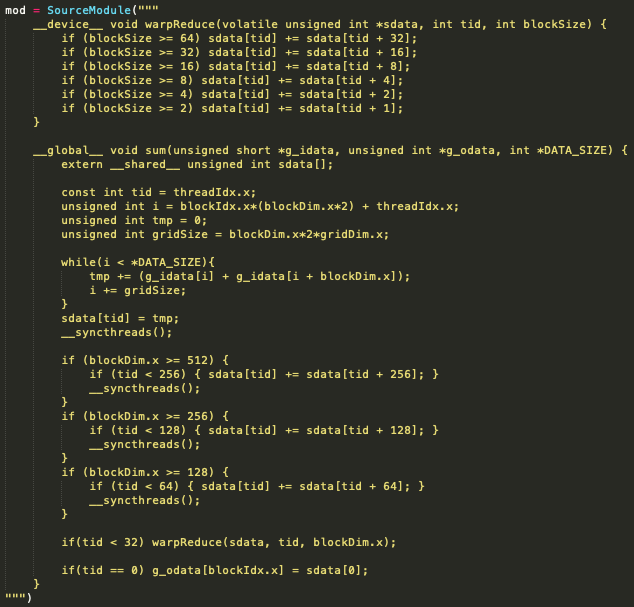 mod = SourceModule("""
    __device__ void warpReduce(volatile unsigned int *sdata, int tid, int blockSize) {
        if (blockSize >= 64) sdata[tid] += sdata[tid + 32];
        if (blockSize >= 32) sdata[tid] += sdata[tid + 16];
        if (blockSize >= 16) sdata[tid] += sdata[tid + 8];
        if (blockSize >= 8) sdata[tid] += sdata[tid + 4];
        if (blockSize >= 4) sdata[tid] += sdata[tid + 2];
        if (blockSize >= 2) sdata[tid] += sdata[tid + 1];
    }

    __global__ void sum(unsigned short *g_idata, unsigned int *g_odata, int *DATA_SIZE) {
        extern __shared__ unsigned int sdata[];

        const int tid = threadIdx.x;
        unsigned int i = blockIdx.x*(blockDim.x*2) + threadIdx.x;
        unsigned int tmp = 0;
        unsigned int gridSize = blockDim.x*2*gridDim.x;

        while(i < *DATA_SIZE){
            tmp += (g_idata[i] + g_idata[i + blockDim.x]);
            i += gridSize;
        }
        sdata[tid] = tmp;
        __syncthreads();

        if (blockDim.x >= 512) {
            if (tid < 256) { sdata[tid] += sdata[tid + 256]; }
            __syncthreads();
        }
        if (blockDim.x >= 256) {
            if (tid < 128) { sdata[tid] += sdata[tid + 128]; }
            __syncthreads();
        }
        if (blockDim.x >= 128) {
            if (tid < 64) { sdata[tid] += sdata[tid + 64]; }
            __syncthreads();
        }

        if(tid < 32) warpReduce(sdata, tid, blockDim.x);

        if(tid == 0) g_odata[blockIdx.x] = sdata[0];
    }
""")